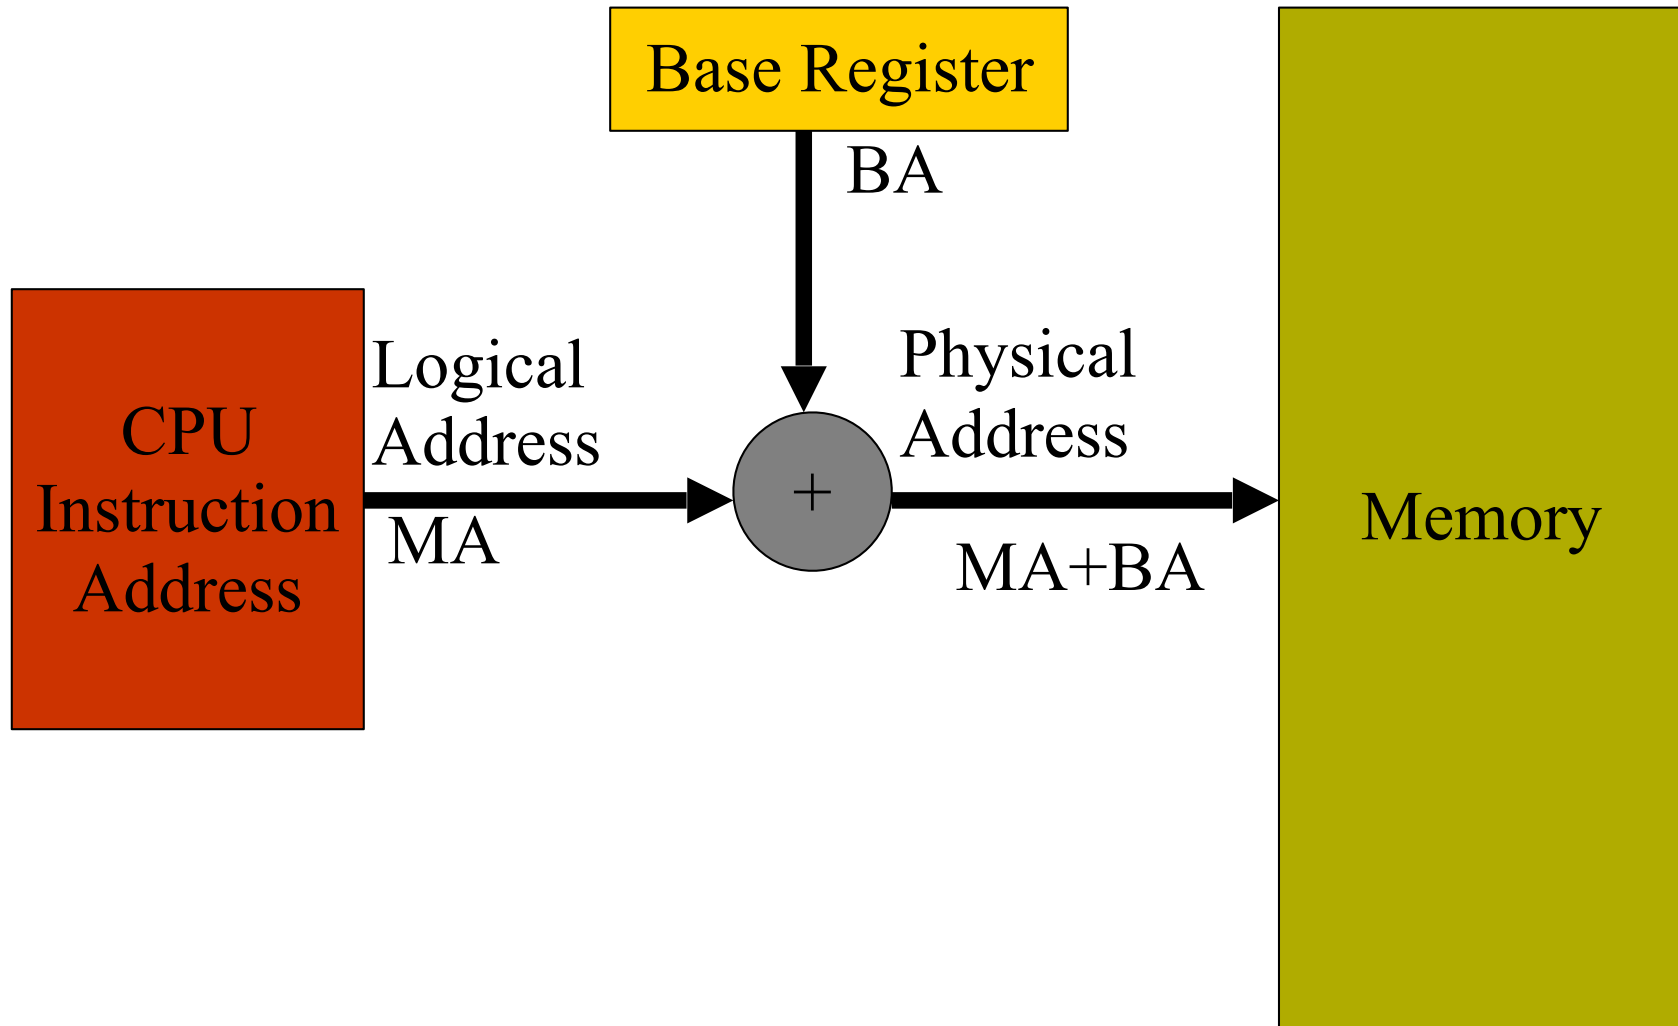 Base Register
BA
Logical
Address
MA
Physical
Address
MA+BA
CPU
Instruction
Address
+
Memory